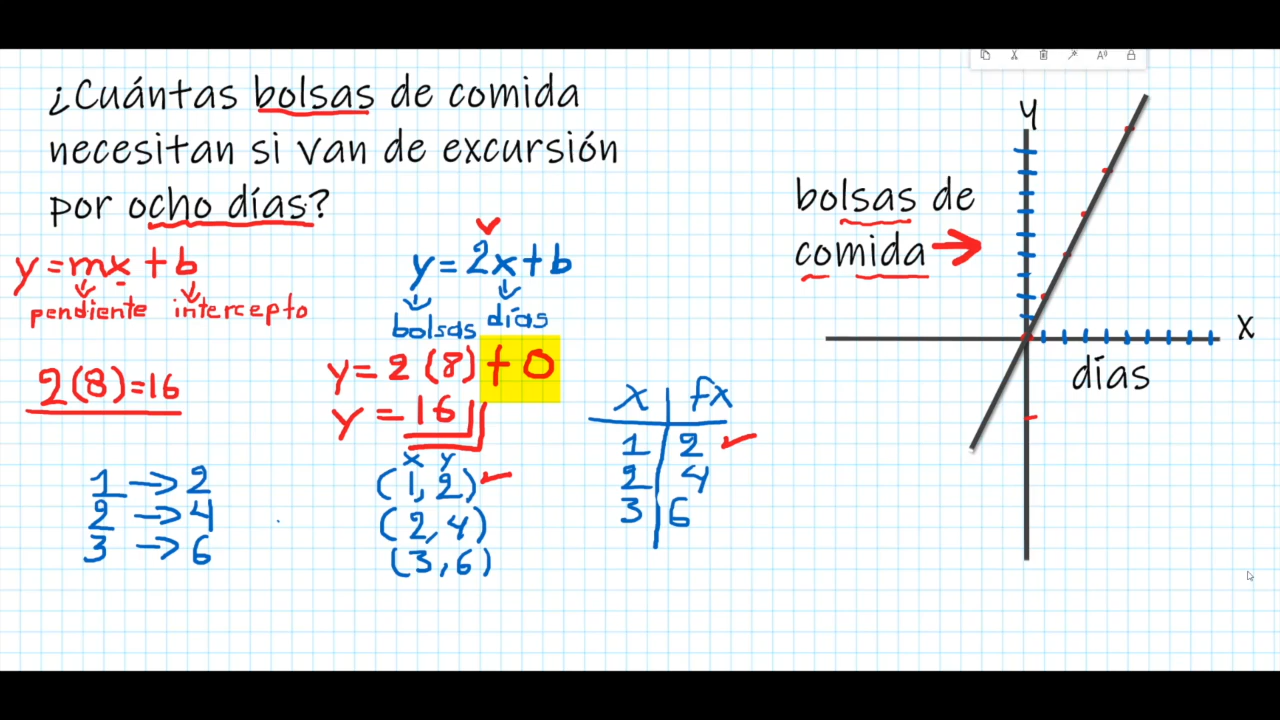 ¿Cuántas bolsas de comida
necesitan si van de excursión
por ocho días?
y = mx + b
pendiente intercepto
2(8)=16
1 → 2
2 → 4
3 → 6
y = 2x + b
bolsas días
y = 2(8) + 0
y = 16
x y
(1, 2)
(2, 4)
(3, 6)
x fx
1 2
2 4
3 6
bolsas de
comida
y
x
días